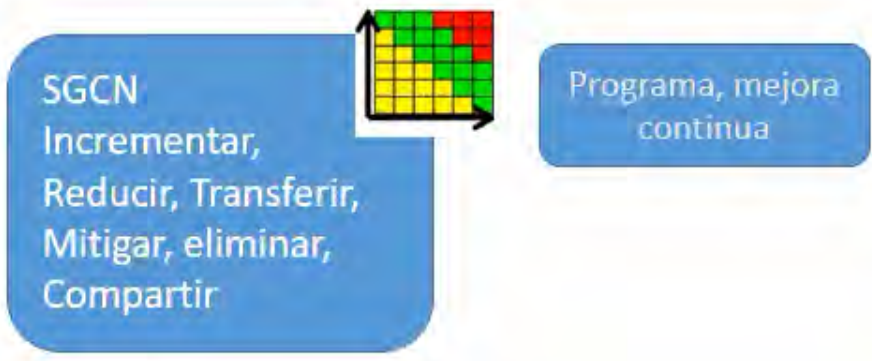 SGCN
Incrementar,
Reducir, Transferir,
Mitigar, eliminar,
Compartir
Programa, mejora
continua